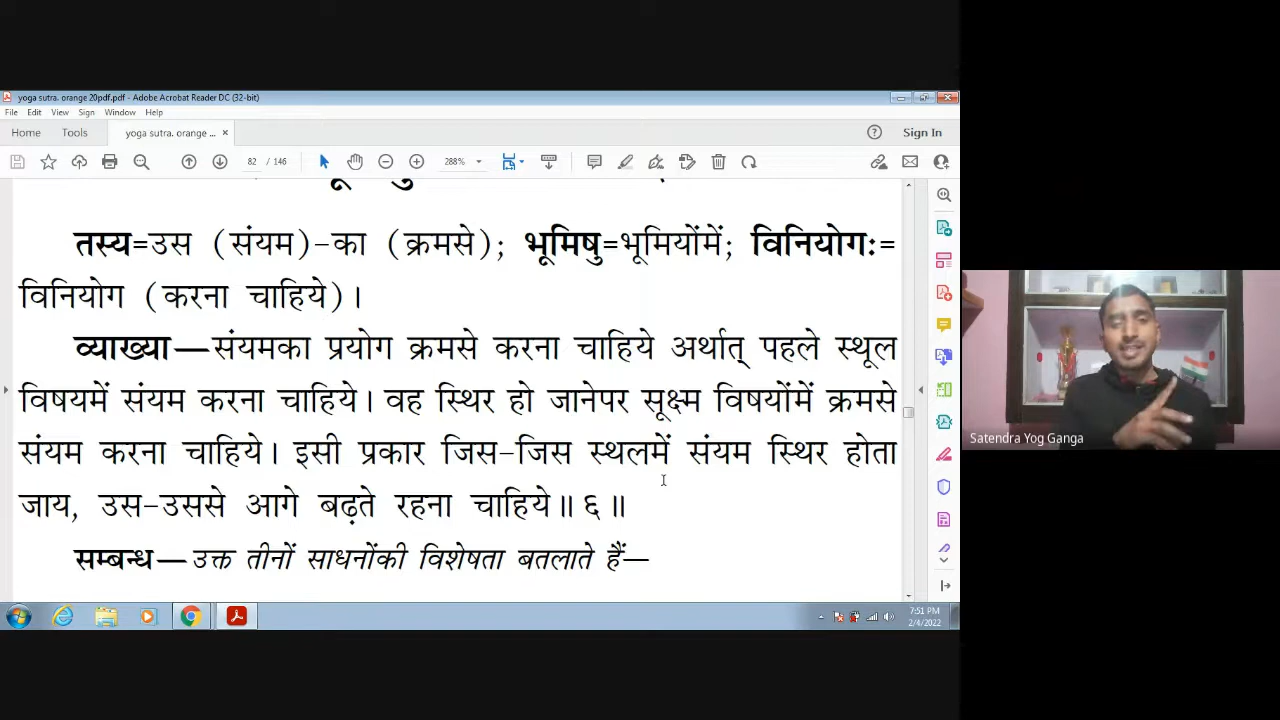 yoga sutra. orange 20pdf.pdf - Adobe Acrobat Reader DC (32-bit)
File Edit View Sign Window Help
Home Tools yoga sutra. orange ... × Sign In
82 / 146 288%
तस्य=उस (संयम)-का (क्रमसे); भूमिषु=भूमियोंमें; विनियोगः=
विनियोग (करना चाहिये)।
व्याख्या—संयमका प्रयोग क्रमसे करना चाहिये अर्थात् पहले स्थूल
विषयमें संयम करना चाहिये। वह स्थिर हो जानेपर सूक्ष्म विषयोंमें क्रमसे
संयम करना चाहिये। इसी प्रकार जिस-जिस स्थलमें संयम स्थिर होता
जाय, उस-उससे आगे बढ़ते रहना चाहिये॥ ६॥
सम्बन्ध—उक्त तीनों साधनोंकी विशेषता बतलाते हैं—
Satendra Yog Ganga
7:51 PM
2/4/2022